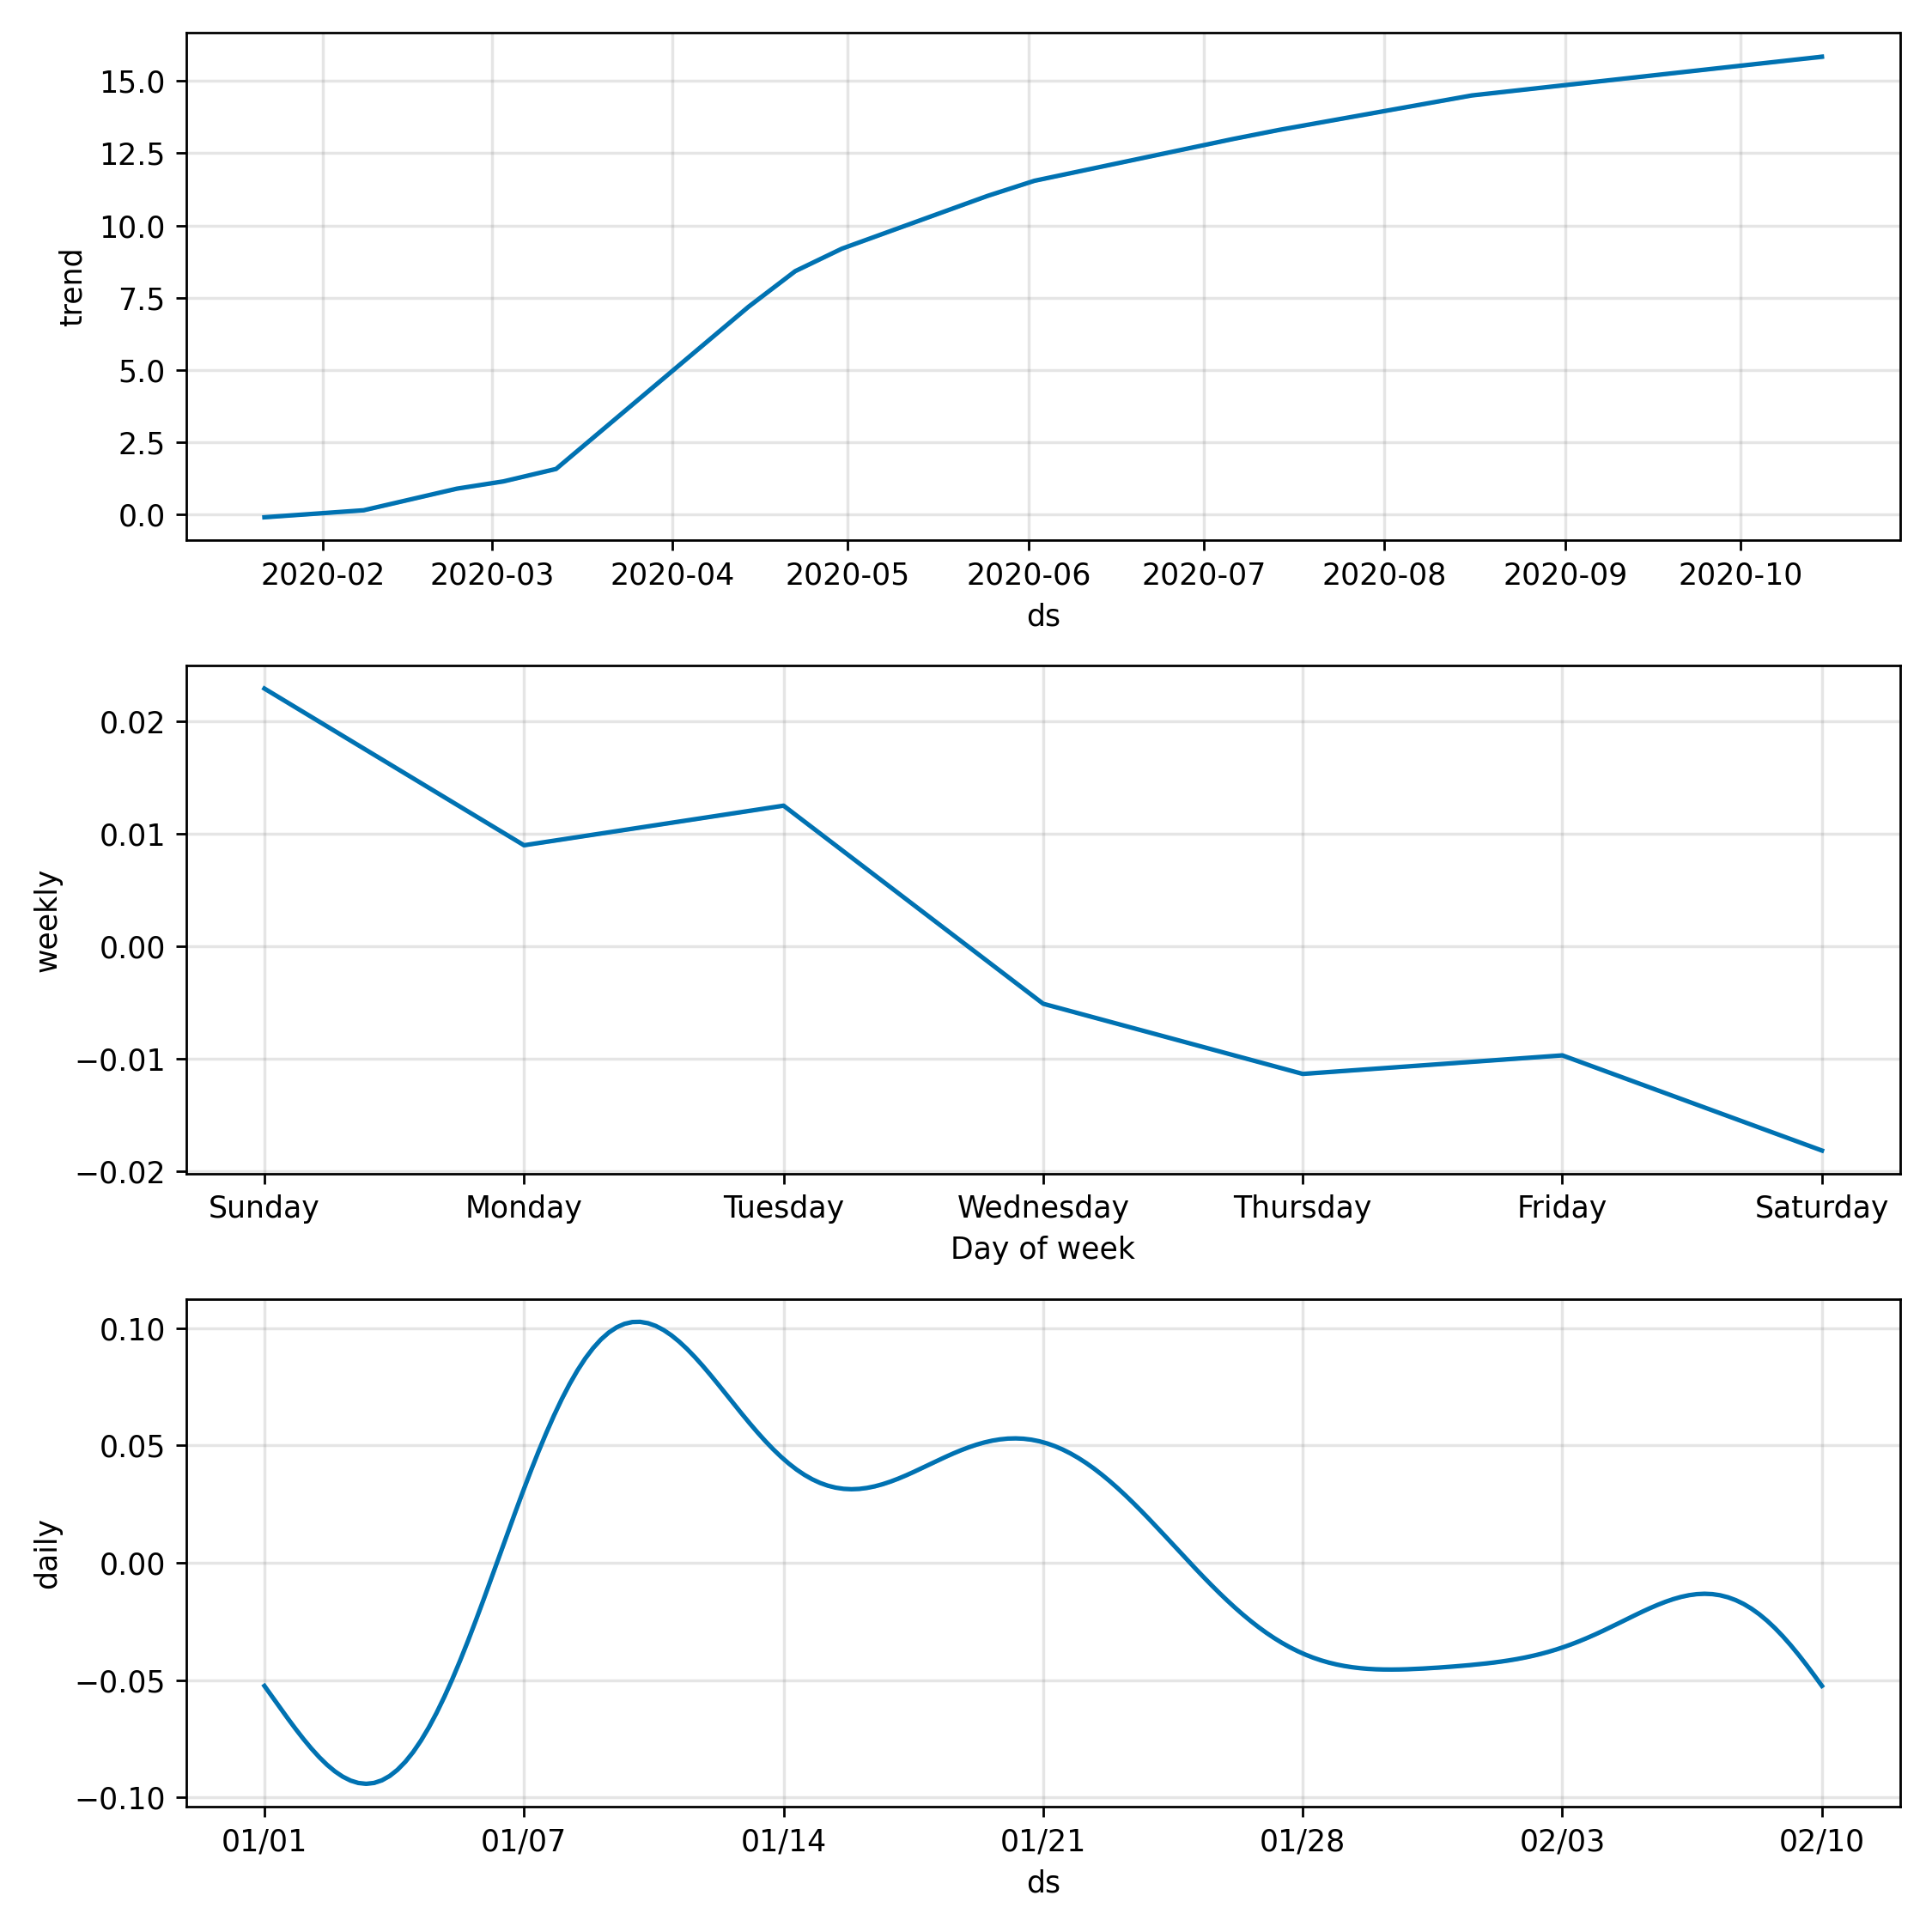 15.0
12.5
10.0
7.5
5.0
2.5
0.0
trend
2020-02 2020-03 2020-04 2020-05 2020-06 2020-07 2020-08 2020-09 2020-10
ds
0.02
0.01
0.00
−0.01
−0.02
weekly
Sunday Monday Tuesday Wednesday Thursday Friday Saturday
Day of week
0.10
0.05
0.00
−0.05
−0.10
daily
01/01 01/07 01/14 01/21 01/28 02/03 02/10
ds